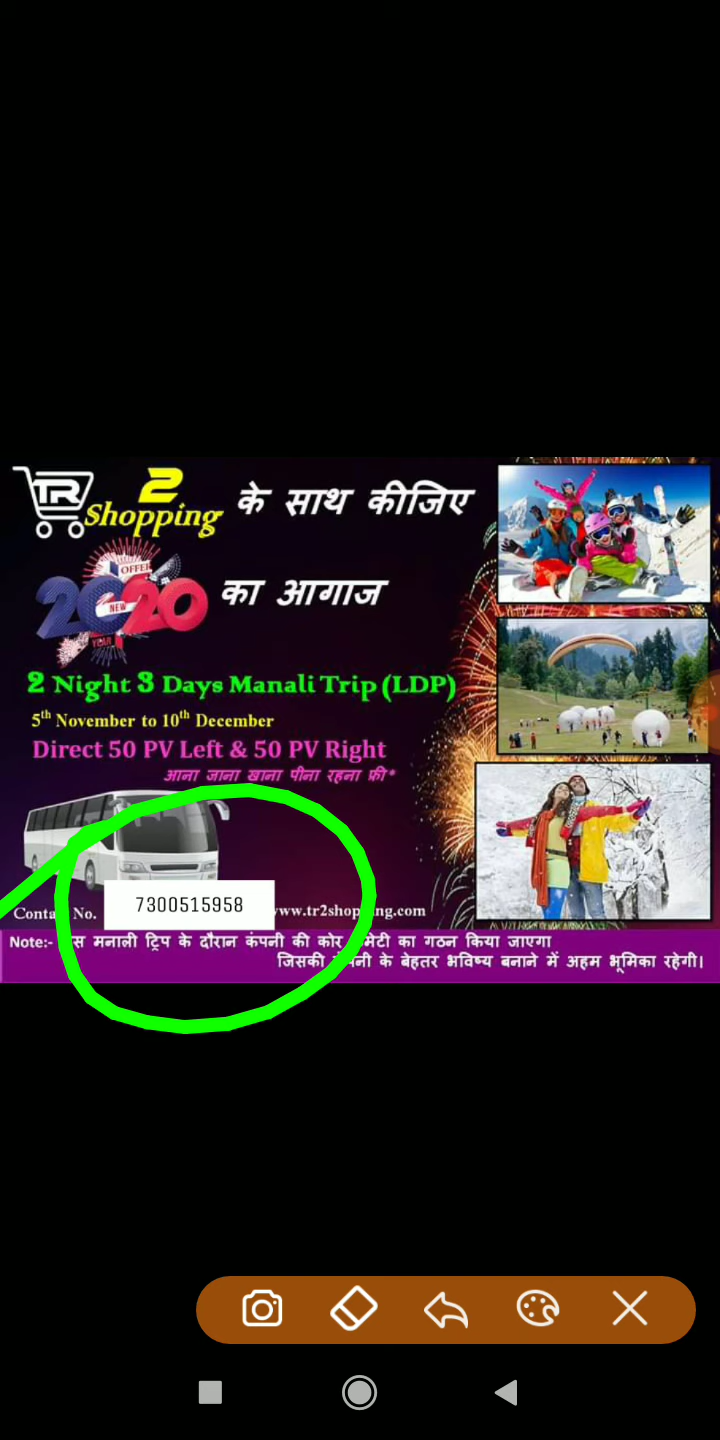 TR 2 Shopping के साथ कीजिए
OFFER
2020 का आगाज
NEW
YEAR
2 Night 3 Days Manali Trip (LDP)
5th November to 10th December
Direct 50 PV Left & 50 PV Right
आना जाना खाना पीना रहना फ्री*
No. 7300515958
Note:- मनाली ट्रिप के दौरान कंपनी की कोर का गठन किया जाएगा
जिसकी के बेहतर भविष्य बनाने में अहम भूमिका रहेगी।